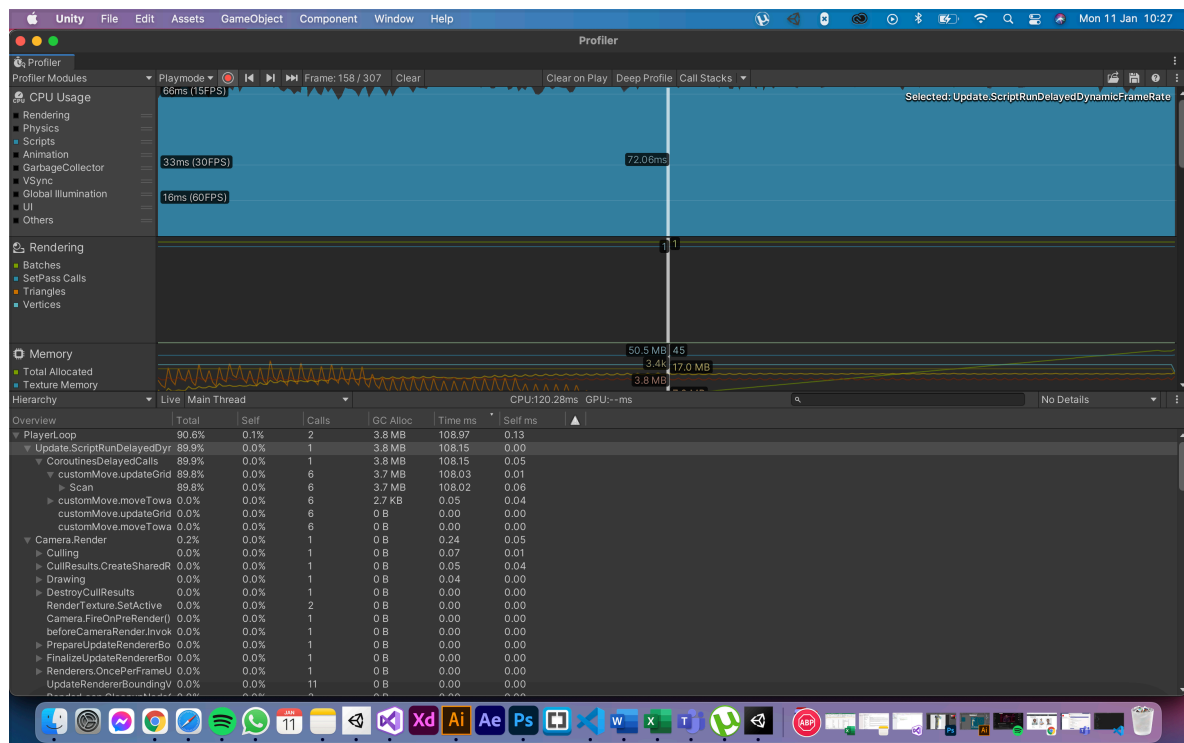 Unity File Edit Assets GameObject Component Window Help Mon 11 Jan 10:27
Profiler
Profiler
Profiler Modules Playmode Frame: 158 / 307 Clear Clear on Play Deep Profile Call Stacks
CPU Usage
Rendering
Physics
Scripts
Animation
GarbageCollector
VSync
Global Illumination
UI
Others
66ms (15FPS)
33ms (30FPS)
16ms (60FPS)
72.06ms
Selected: Update.ScriptRunDelayedDynamicFrameRate
Rendering
Batches
SetPass Calls
Triangles
Vertices
1 1
Memory
Total Allocated
Texture Memory
50.5 MB 45
3.4k 17.0 MB
3.8 MB
Hierarchy Live Main Thread CPU:120.28ms GPU:--ms No Details
Overview Total Self Calls GC Alloc Time ms Self ms
PlayerLoop 90.6% 0.1% 2 3.8 MB 108.97 0.13
Update.ScriptRunDelayedDyr 89.9% 0.0% 1 3.8 MB 108.15 0.00
CoroutinesDelayedCalls 89.9% 0.0% 1 3.8 MB 108.15 0.05
customMove.updateGrid 89.8% 0.0% 6 3.7 MB 108.03 0.01
Scan 89.8% 0.0% 6 3.7 MB 108.02 0.06
customMove.moveTowa 0.0% 0.0% 6 2.7 KB 0.05 0.04
customMove.updateGrid 0.0% 0.0% 6 0 B 0.00 0.00
customMove.moveTowa 0.0% 0.0% 6 0 B 0.00 0.00
Camera.Render 0.2% 0.0% 1 0 B 0.24 0.05
Culling 0.0% 0.0% 1 0 B 0.07 0.01
CullResults.CreateSharedR 0.0% 0.0% 1 0 B 0.05 0.04
Drawing 0.0% 0.0% 1 0 B 0.04 0.00
DestroyCullResults 0.0% 0.0% 1 0 B 0.00 0.00
RenderTexture.SetActive 0.0% 0.0% 2 0 B 0.00 0.00
Camera.FireOnPreRender() 0.0% 0.0% 1 0 B 0.00 0.00
beforeCameraRender.Invok 0.0% 0.0% 1 0 B 0.00 0.00
PrepareUpdateRendererBo 0.0% 0.0% 1 0 B 0.00 0.00
FinalizeUpdateRendererBou 0.0% 0.0% 1 0 B 0.00 0.00
Renderers.OncePerFrameU 0.0% 0.0% 1 0 B 0.00 0.00
UpdateRendererBoundingV 0.0% 0.0% 11 0 B 0.00 0.00
JAN
11
Xd Ai Ae Ps W X T ABP